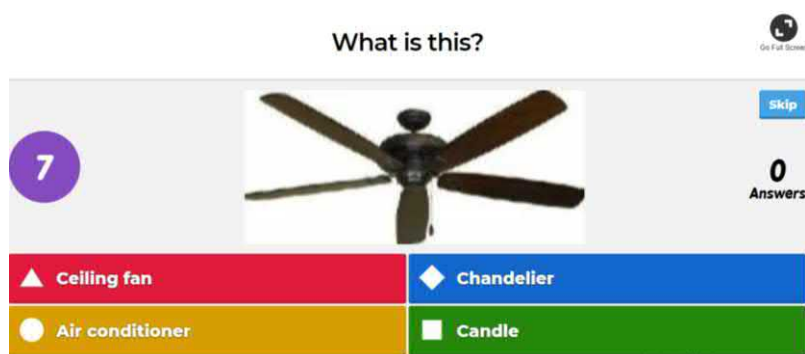 What is this?
Go Full Screen
Skip
7
0
Answers
Ceiling fan
Chandelier
Air conditioner
Candle